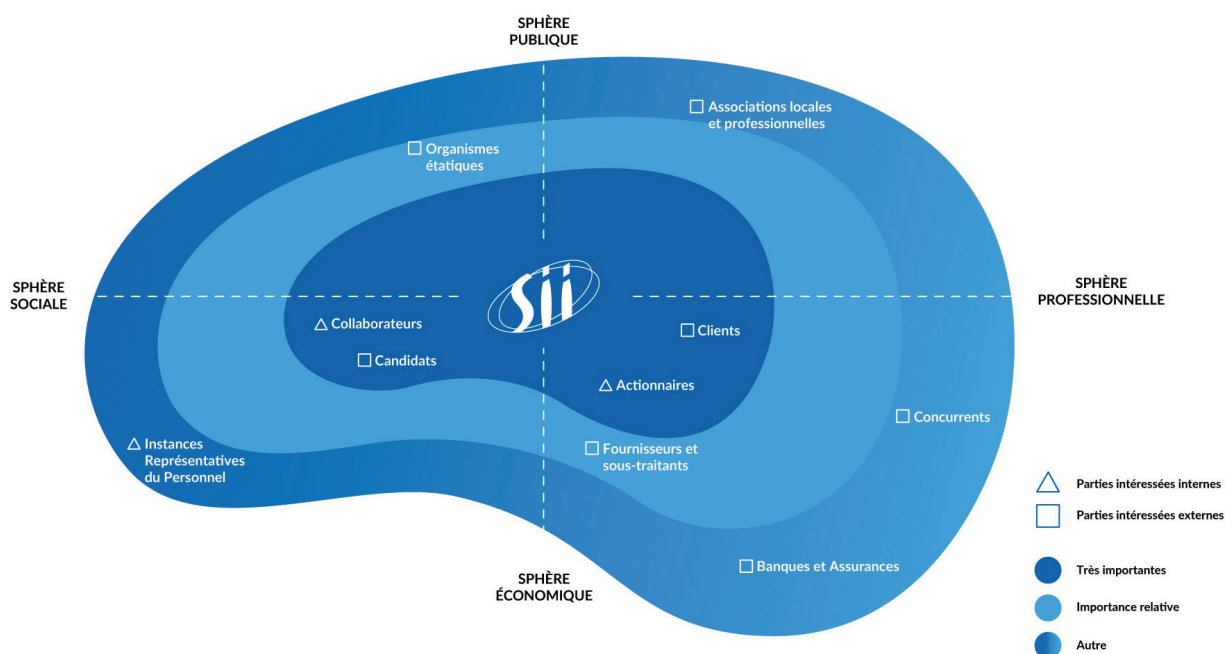 SPHÈRE
PUBLIQUE
Associations locales
et professionnelles
Organismes
étatiques
SPHÈRE
SOCIALE
sii
SPHÈRE
PROFESSIONNELLE
Collaborateurs
Clients
Candidats
Actionnaires
Concurrents
Instances
Représentatives
du Personnel
Fournisseurs et
sous-traitants
Banques et Assurances
SPHÈRE
ÉCONOMIQUE
Parties intéressées internes
Parties intéressées externes
Très importantes
Importance relative
Autre